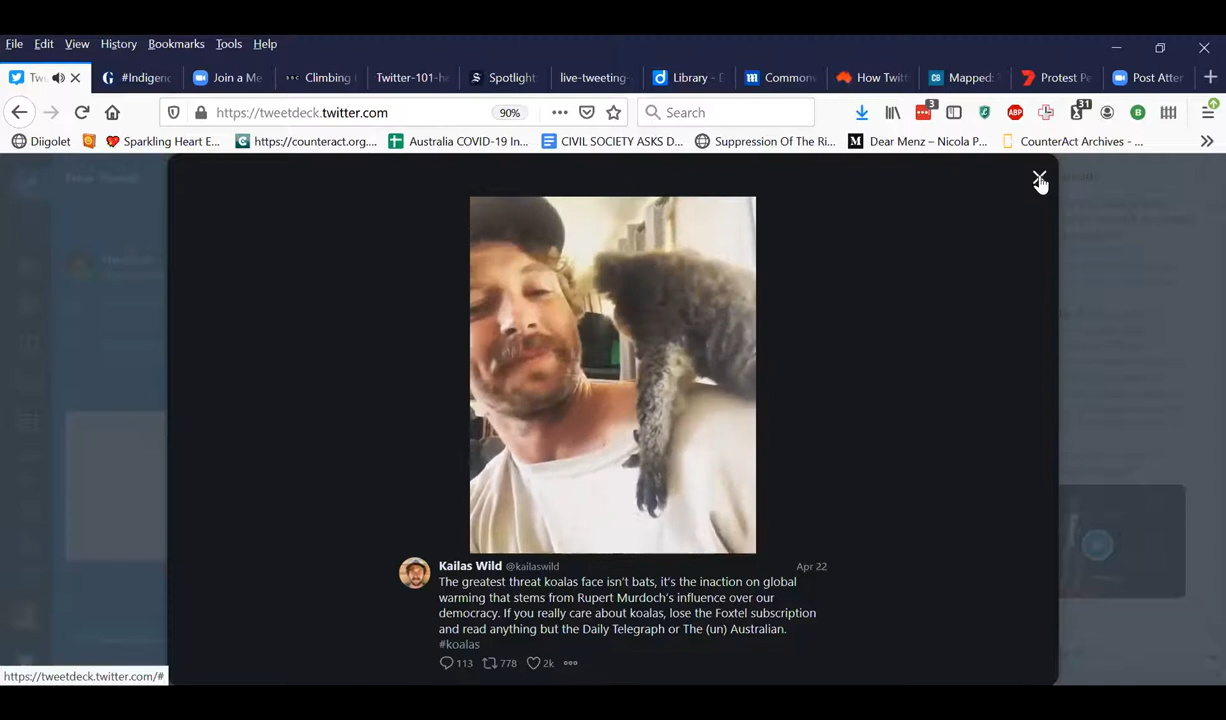 File Edit View History Bookmarks Tools Help
Tw #Indigen Join a Me Climbing Twitter-101-he Spotlight live-tweeting- Library - D Common How Twit Mapped: Protest Pe Post Atter
https://tweetdeck.twitter.com 90% Search 3 31
Diigolet Sparkling Heart E... https://counteract.org.... Australia COVID-19 In... CIVIL SOCIETY ASKS D... Suppression Of The Ri... Dear Menz – Nicola P... CounterAct Archives - ...
Kailas Wild @kailaswild Apr 22
The greatest threat koalas face isn't bats, it's the inaction on global
warming that stems from Rupert Murdoch's influence over our
democracy. If you really care about koalas, lose the Foxtel subscription
and read anything but the Daily Telegraph or The (un) Australian.
#koalas
113 778 2k
https://tweetdeck.twitter.com/#